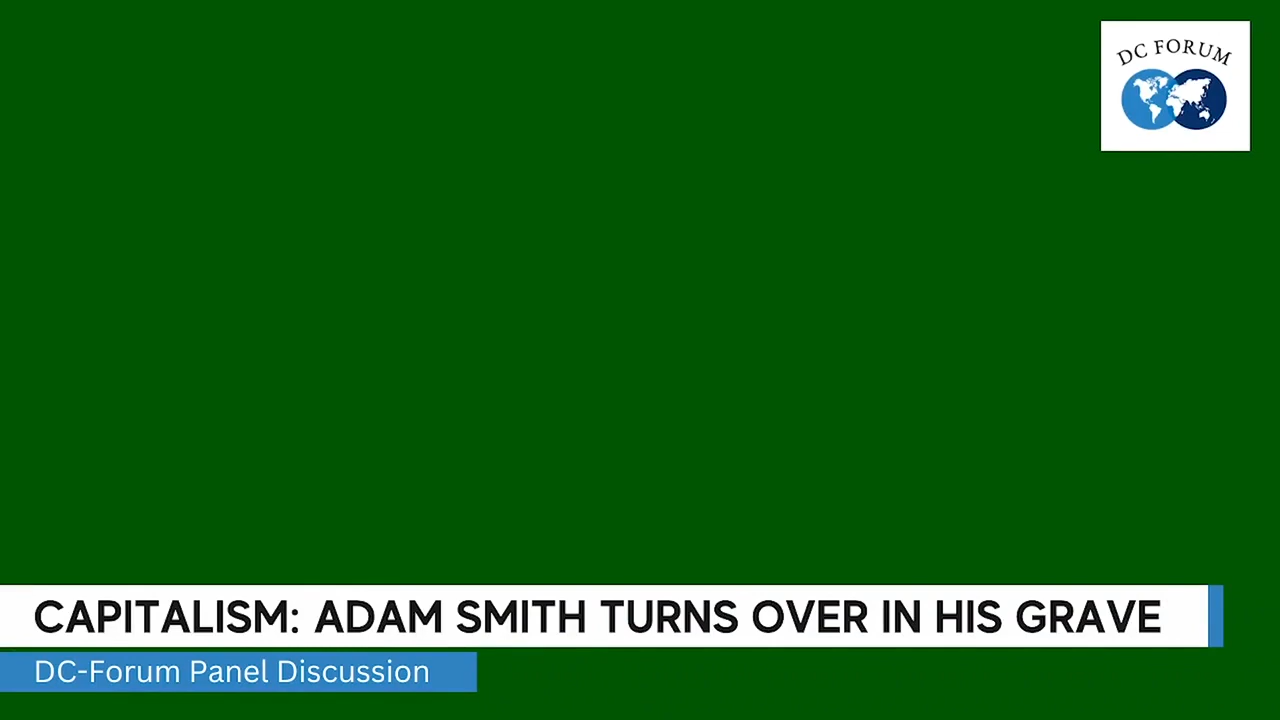 DC FORUM
CAPITALISM: ADAM SMITH TURNS OVER IN HIS GRAVE
DC-Forum Panel Discussion